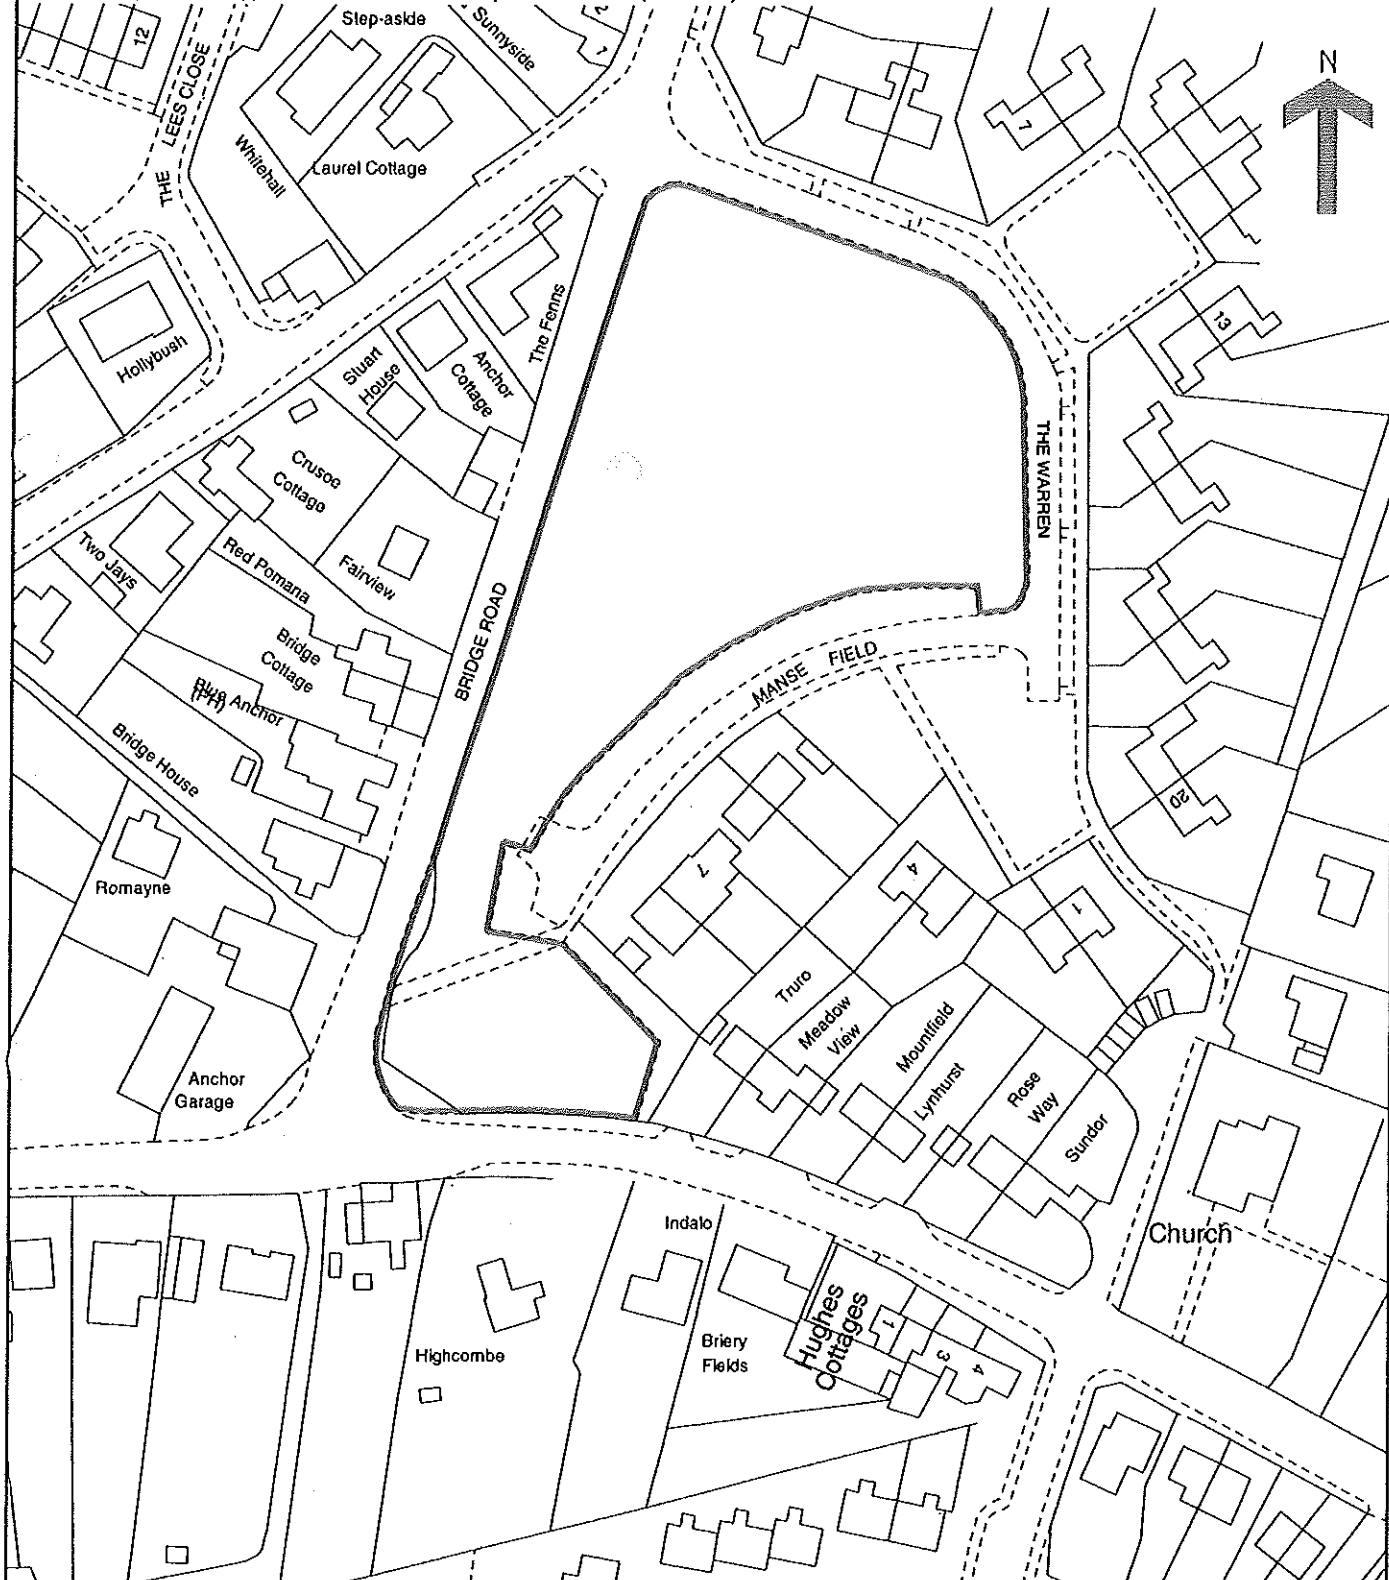 Step-aside
Sunnyside
2
1
12
THE LEES CLOSE
N
Whitehall
Laurel Cottage
7
Hollybush
The Fenns
Stuart
House
Anchor
Cottage
13
Crusoe
Cottage
THE WARREN
Two Jays
Red Pomana
Fairview
BRIDGE ROAD
Bridge
Cottage
MANSE FIELD
Blue Anchor
(PH)
Bridge House
20
Romayne
7
4
1
Truro
Meadow
View
Mountfield
Lynhurst
Rose
Way
Sundor
Anchor
Garage
Church
Indalo
Hughes
Cottages
1
3
4
Highcombe
Briery
Fields